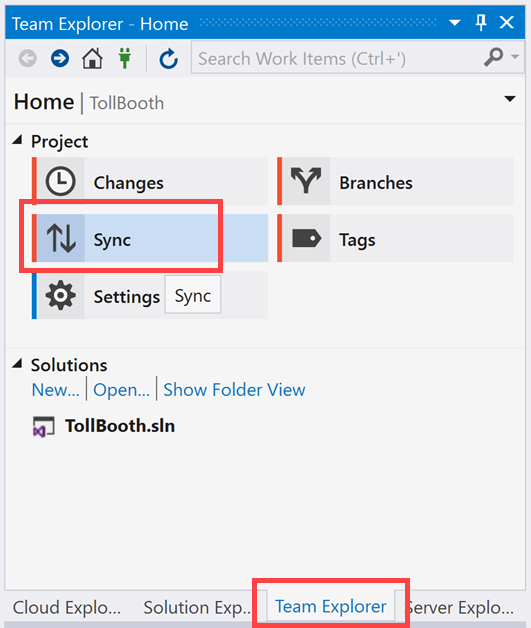 Team Explorer - Home
Search Work Items (Ctrl+')
Home | TollBooth
Project
Changes
Branches
Sync
Tags
Settings
Sync
Solutions
New... | Open... | Show Folder View
TollBooth.sln
Cloud Explo... Solution Exp... Team Explorer Server Explo...